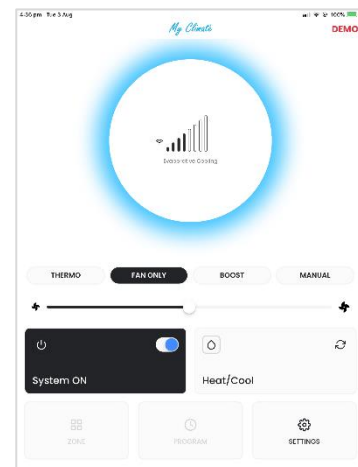 4:36 pm Tue 3 Aug
100%
My Climate
DEMO
Evaporative Cooling
THERMO
FAN ONLY
BOOST
MANUAL
System ON
Heat/Cool
ZONE
PROGRAM
SETTINGS